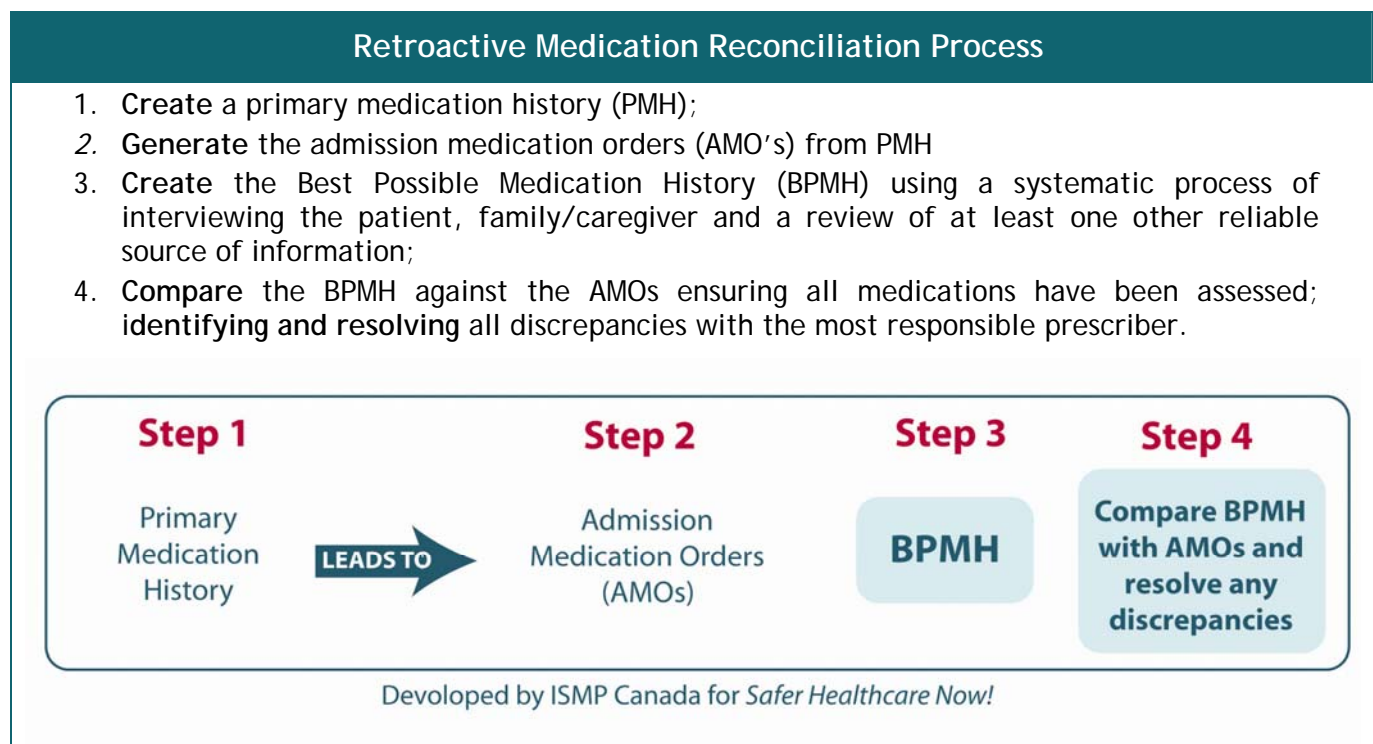 Retroactive Medication Reconciliation Process
1. Create a primary medication history (PMH);
2. Generate the admission medication orders (AMO's) from PMH
3. Create the Best Possible Medication History (BPMH) using a systematic process of
interviewing the patient, family/caregiver and a review of at least one other reliable
source of information;
4. Compare the BPMH against the AMOs ensuring all medications have been assessed;
identifying and resolving all discrepancies with the most responsible prescriber.
Step 1
Primary
Medication
History
LEADS TO
Step 2
Admission
Medication Orders
(AMOs)
Step 3
BPMH
Step 4
Compare BPMH
with AMOs and
resolve any
discrepancies
Devoloped by ISMP Canada for Safer Healthcare Now!